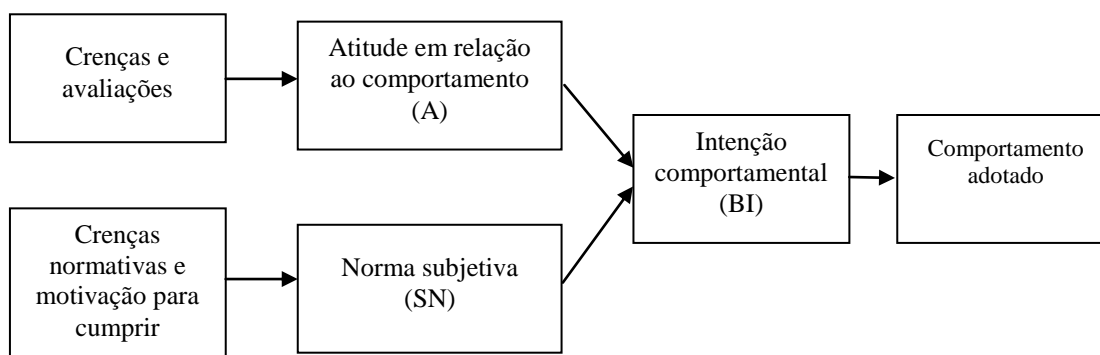 Crenças e
avaliações
Atitude em relação
ao comportamento
(A)
Intenção
comportamental
(BI)
Comportamento
adotado
Crenças
normativas e
motivação para
cumprir
Norma subjetiva
(SN)